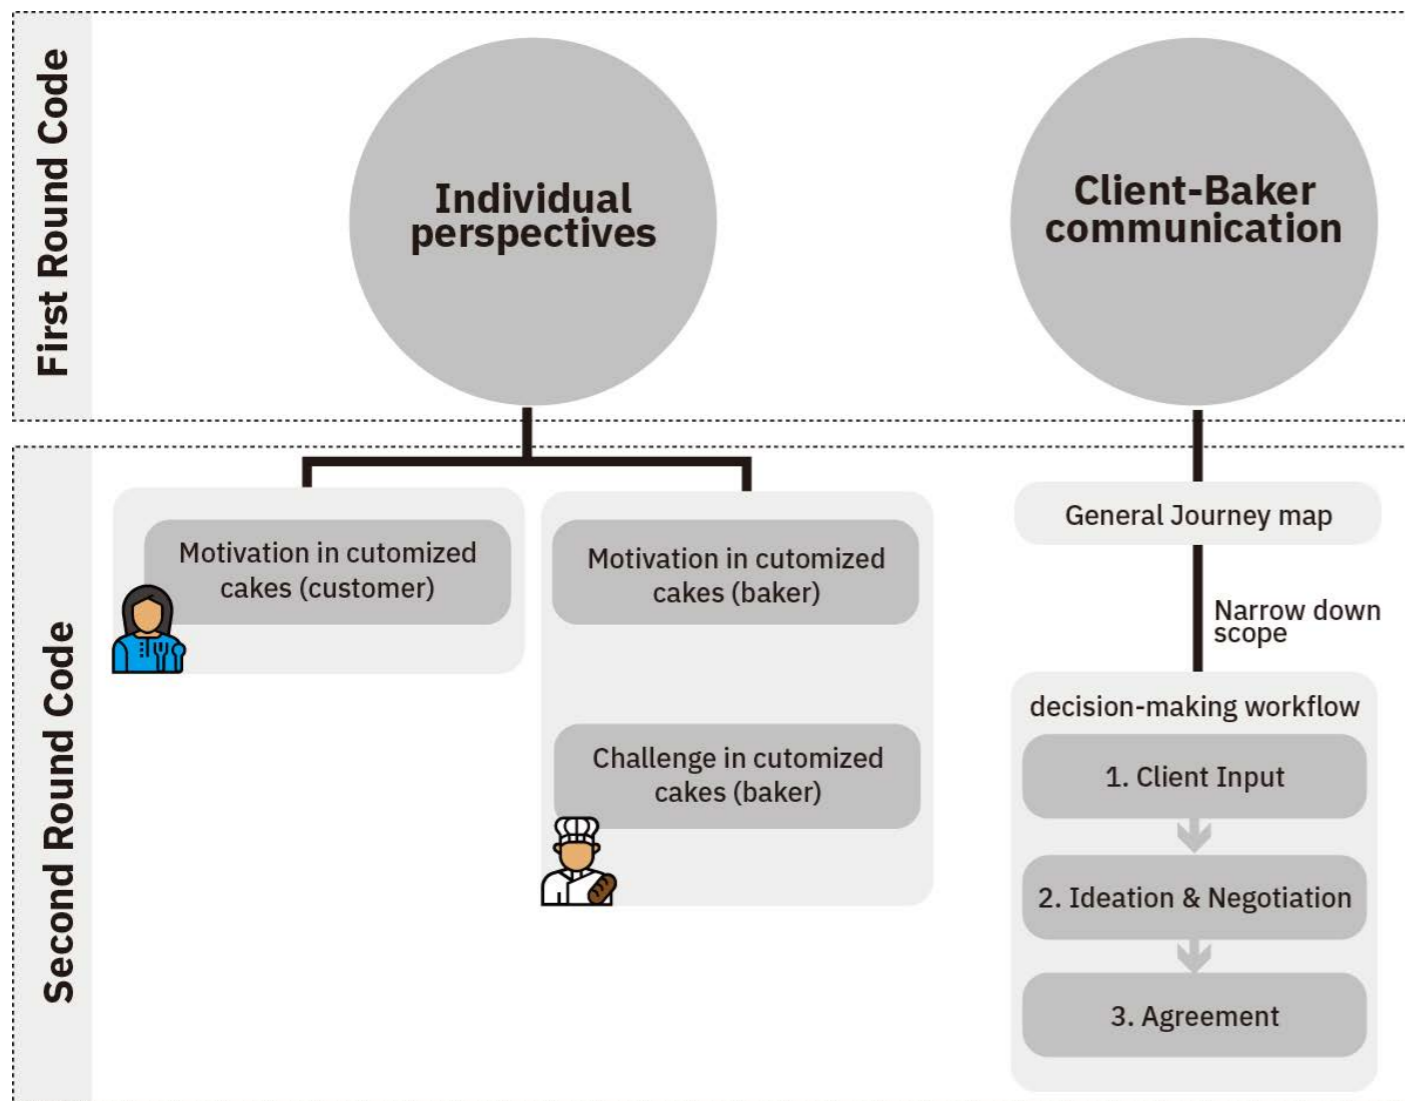 First Round Code
Individual
perspectives
Client-Baker
communication
Second Round Code
Motivation in cutomized
cakes (customer)
Motivation in cutomized
cakes (baker)
Challenge in cutomized
cakes (baker)
General Journey map
Narrow down
scope
decision-making workflow
1. Client Input
2. Ideation & Negotiation
3. Agreement